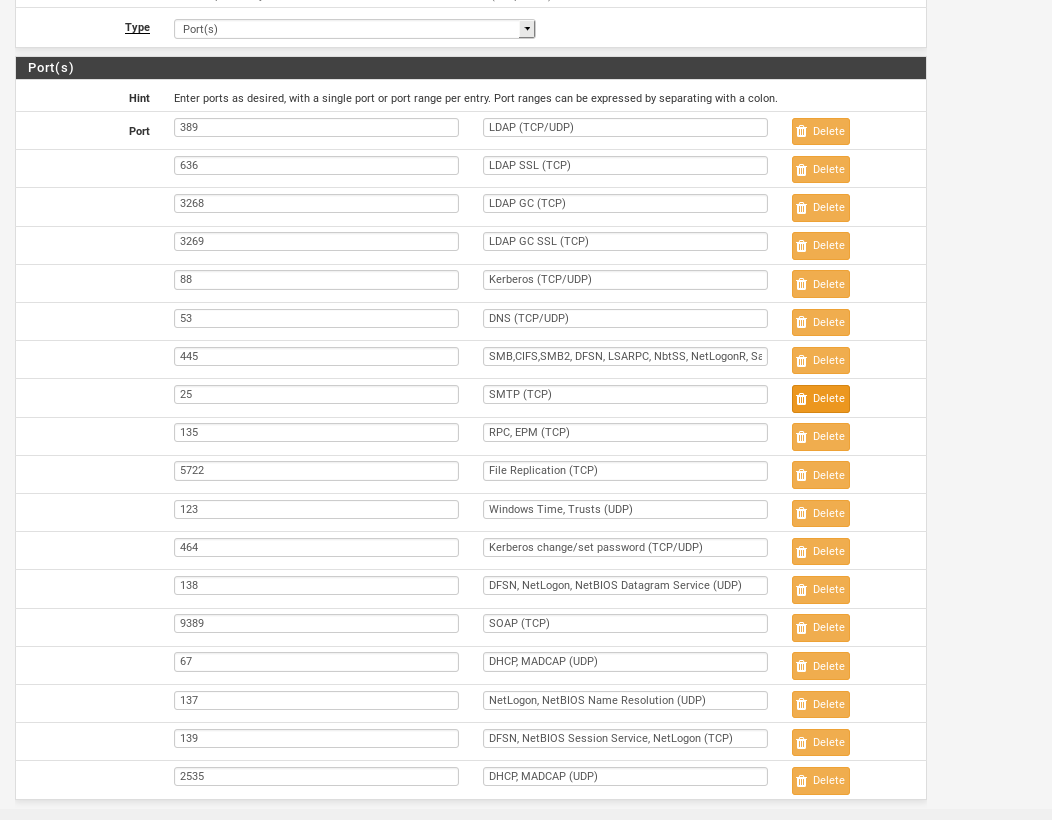 Type Port(s)
Port(s)
Hint Enter ports as desired, with a single port or port range per entry. Port ranges can be expressed by separating with a colon.
Port 389 LDAP (TCP/UDP) Delete
636 LDAP SSL (TCP) Delete
3268 LDAP GC (TCP) Delete
3269 LDAP GC SSL (TCP) Delete
88 Kerberos (TCP/UDP) Delete
53 DNS (TCP/UDP) Delete
445 SMB,CIFS,SMB2, DFSN, LSARPC, NbtSS, NetLogonR, Delete
25 SMTP (TCP) Delete
135 RPC, EPM (TCP) Delete
5722 File Replication (TCP) Delete
123 Windows Time, Trusts (UDP) Delete
464 Kerberos change/set password (TCP/UDP) Delete
138 DFSN, NetLogon, NetBIOS Datagram Service (UDP) Delete
9389 SOAP (TCP) Delete
67 DHCP, MADCAP (UDP) Delete
137 NetLogon, NetBIOS Name Resolution (UDP) Delete
139 DFSN, NetBIOS Session Service, NetLogon (TCP) Delete
2535 DHCP, MADCAP (UDP) Delete